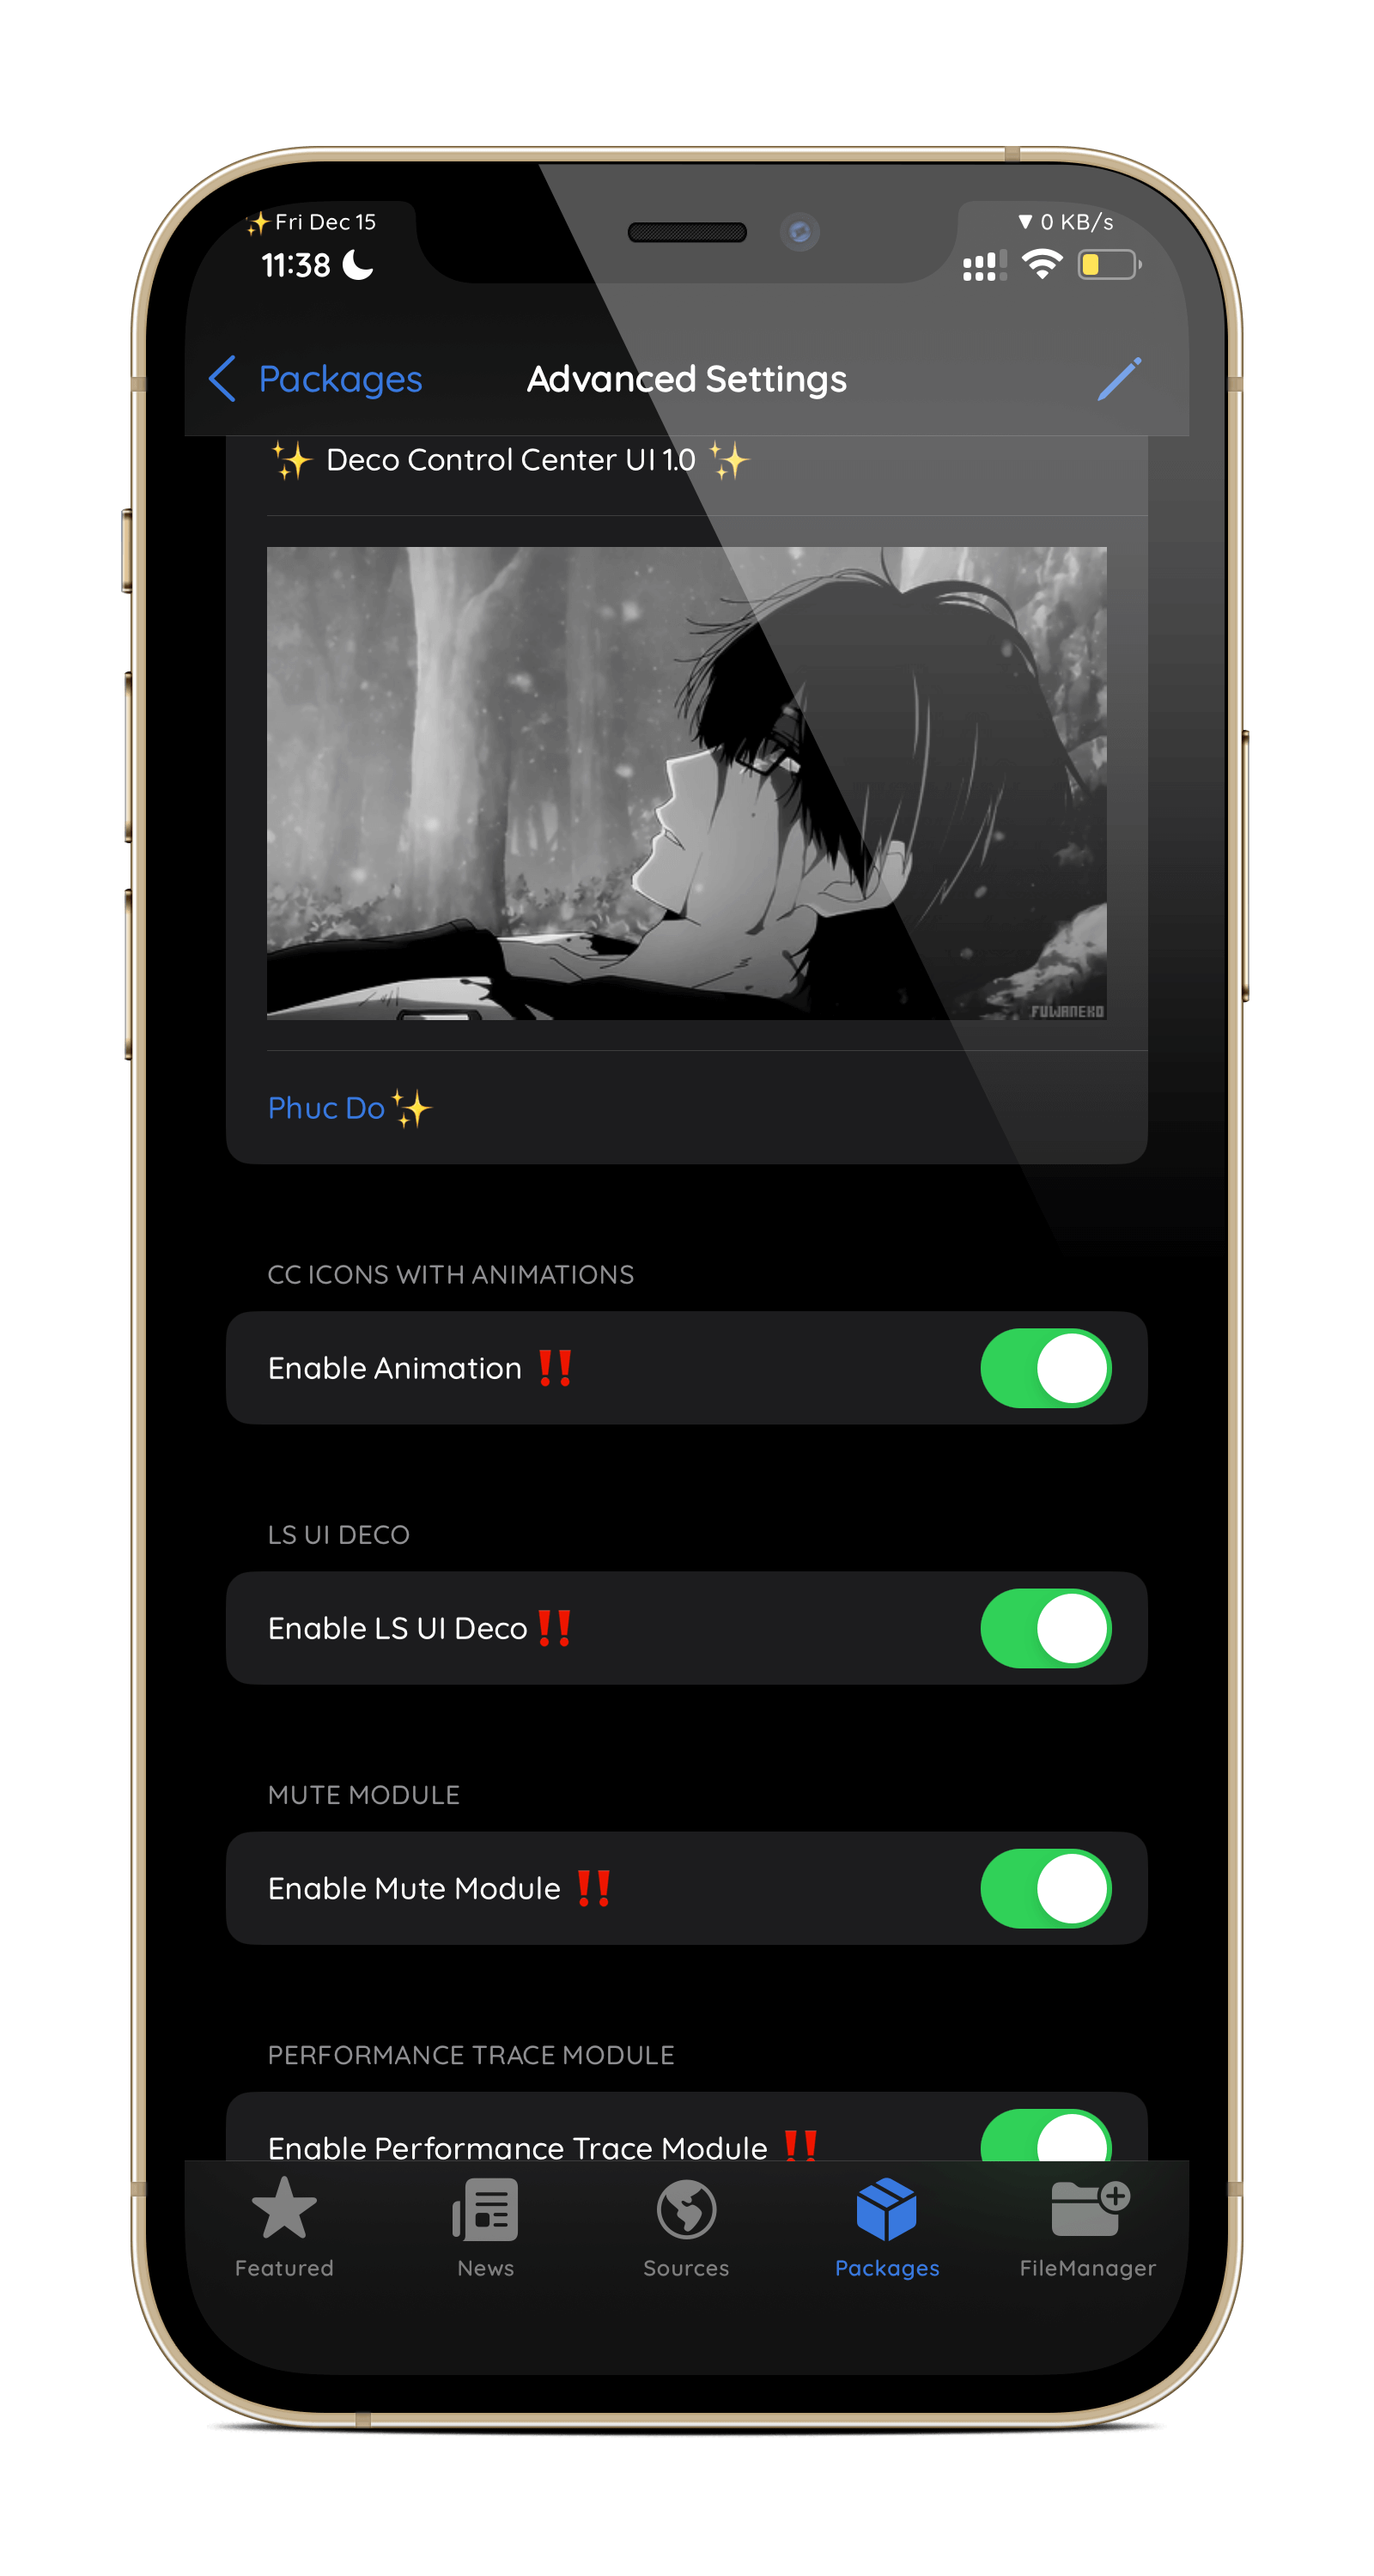 ✨Fri Dec 15
▼ 0 KB/s
11:38
Packages
Advanced Settings
✨ Deco Control Center UI 1.0 ✨
FUWANEKO
Phuc Do✨
CC ICONS WITH ANIMATIONS
Enable Animation ‼️
LS UI DECO
Enable LS UI Deco‼️
MUTE MODULE
Enable Mute Module ‼️
PERFORMANCE TRACE MODULE
Enable Performance Trace Module ‼️
Featured
News
Sources
Packages
FileManager